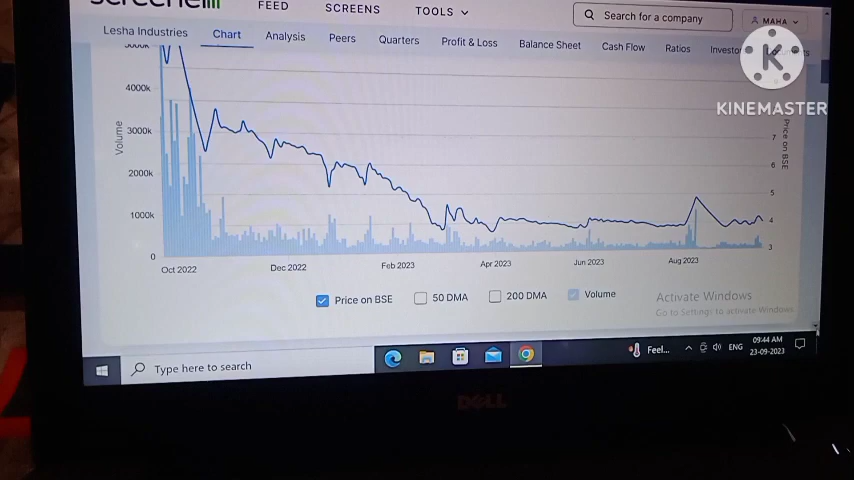 FEED
SCREENS
TOOLS
Search for a company
MAHA
Lesha Industries
Chart
Analysis
Peers
Quarters
Profit & Loss
Balance Sheet
Cash Flow
Ratios
KINEMASTER
4000k
3000k
2000k
1000k
0
Volume
7
6
5
4
3
Price on BSE
Oct 2022
Dec 2022
Feb 2023
Apr 2023
Jun 2023
Aug 2023
Price on BSE
50 DMA
200 DMA
Volume
Activate Windows
Go to Settings to activate Windows.
Type here to search
Feel...
ENG
09:44 AM
23-09-2023
DELL